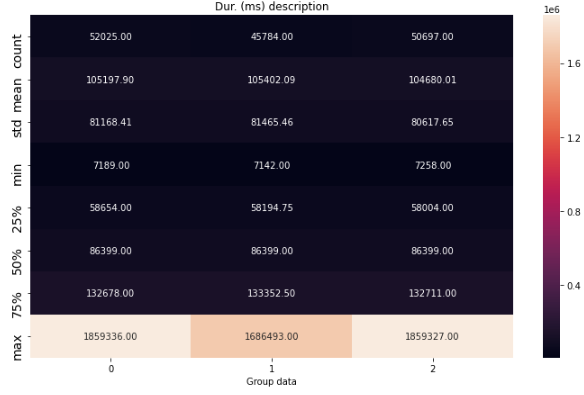 Dur. (ms) description
1e6
count 52025.00 45784.00 50697.00
mean 105197.90 105402.09 104680.01
std 81168.41 81465.46 80617.65
min 7189.00 7142.00 7258.00
25% 58654.00 58194.75 58004.00
50% 86399.00 86399.00 86399.00
75% 132678.00 133352.50 132711.00
max 1859336.00 1686493.00 1859327.00
0 1 2
Group data
1.6
1.2
0.8
0.4